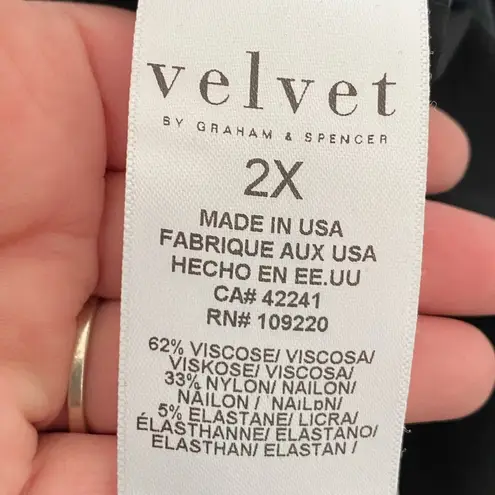 velvet
BY GRAHAM & SPENCER
2X
MADE IN USA
FABRIQUE AUX USA
HECHO EN EE.UU
CA# 42241
RN# 109220
62% VISCOSE/ VISCOSA/
VISKOSE/ VISCOSA/
33% NYLON/ NAILON/
NAILON / NAILON/
5% ELASTANE/ LICRA/
ÉLASTHANNE/ ELASTANO/
ELASTHAN/ ELASTAN /